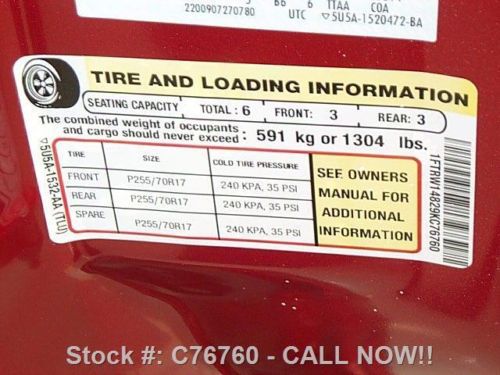 BB 6 TTAA COA
2200907270780 UTC ▽5U5A-1520472-BA
TIRE AND LOADING INFORMATION
SEATING CAPACITY TOTAL: 6 FRONT: 3 REAR: 3
The combined weight of occupants
and cargo should never exceed: 591 kg or 1304 lbs.
TIRE SIZE COLD TIRE PRESSURE
FRONT P255/70R17 240 KPA, 35 PSI
REAR P255/70R17 240 KPA, 35 PSI
SPARE P255/70R17 240 KPA, 35 PSI
SEE OWNERS
MANUAL FOR
ADDITIONAL
INFORMATION
▽5U5A-1532-AA (TLU)
1FTRW14829KC76760
Stock #: C76760 - CALL NOW!!